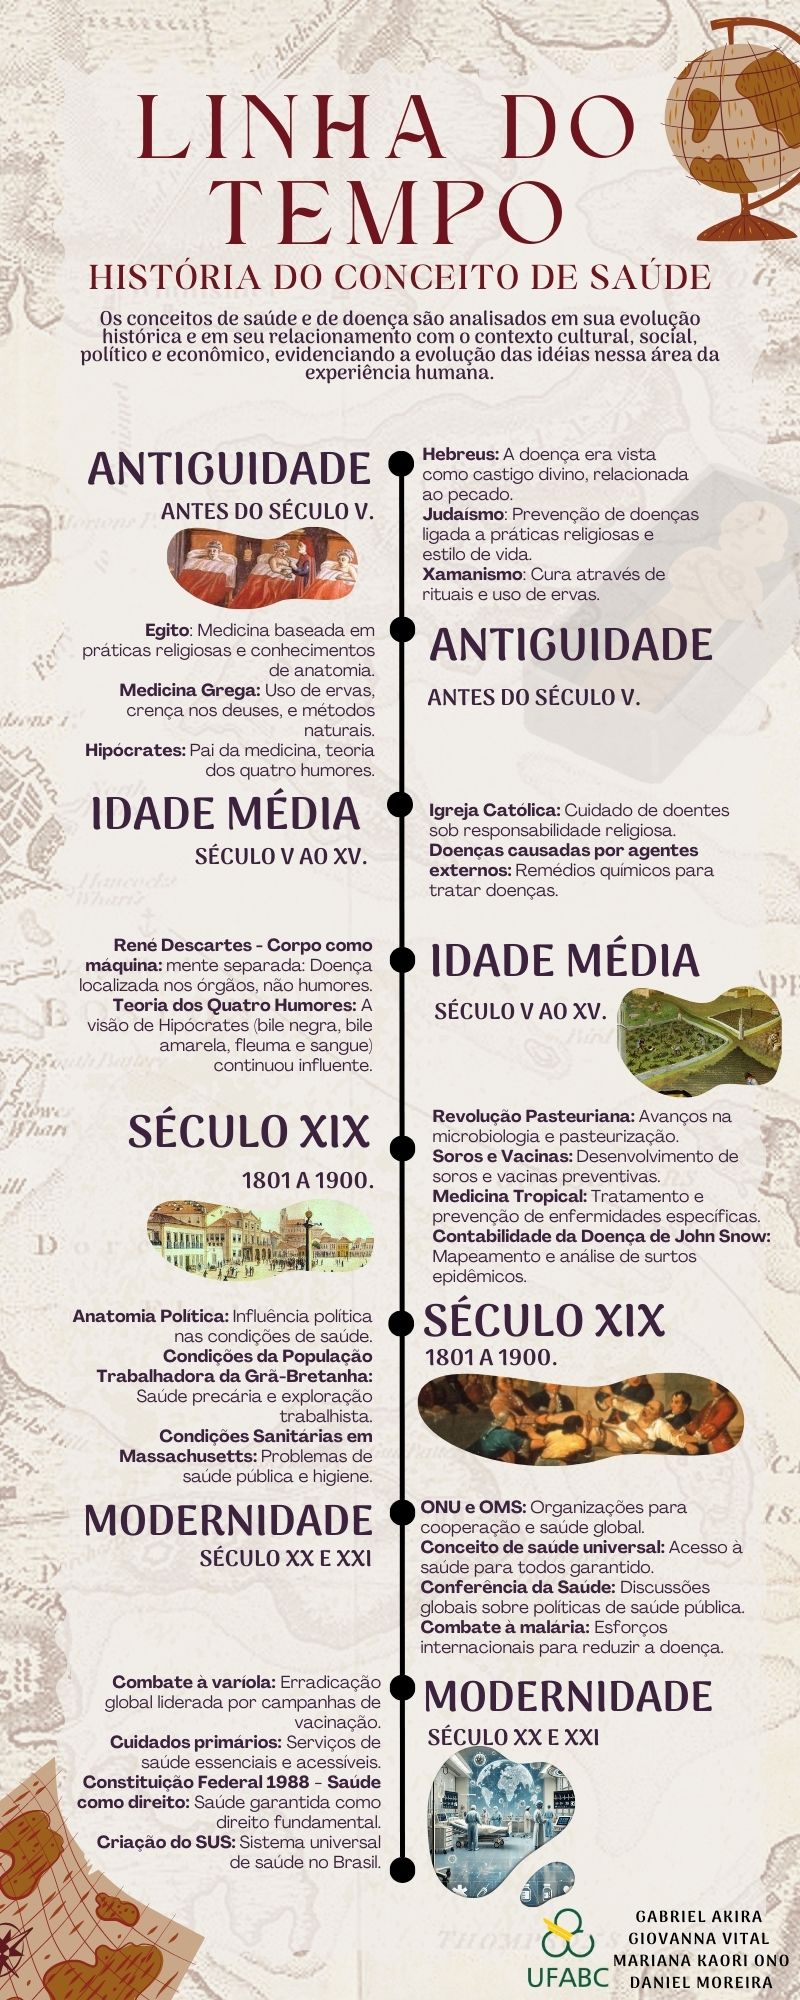 LINHA DO
TEMPO
HISTÓRIA DO CONCEITO DE SAÚDE
Os conceitos de saúde e de doença são analisados em sua evolução
histórica e em seu relacionamento com o contexto cultural, social,
político e econômico, evidenciando a evolução das idéias nessa área da
experiência humana.
ANTIGUIDADE
ANTES DO SÉCULO V.
Hebreus: A doença era vista
como castigo divino, relacionada
ao pecado.
Judaísmo: Prevenção de doenças
ligada a práticas religiosas e
estilo de vida.
Xamanismo: Cura através de
rituais e uso de ervas.
Egito: Medicina baseada em
práticas religiosas e conhecimentos
de anatomia.
Medicina Grega: Uso de ervas,
crença nos deuses, e métodos
naturais.
Hipócrates: Pai da medicina, teoria
dos quatro humores.
ANTIGUIDADE
ANTES DO SÉCULO V.
IDADE MÉDIA
SÉCULO V AO XV.
Igreja Católica: Cuidado de doentes
sob responsabilidade religiosa.
Doenças causadas por agentes
externos: Remédios químicos para
tratar doenças.
René Descartes - Corpo como
máquina: mente separada: Doença
localizada nos órgãos, não humores.
Teoria dos Quatro Humores: A
visão de Hipócrates (bile negra, bile
amarela, fleuma e sangue)
continuou influente.
IDADE MÉDIA
SÉCULO V AO XV.
SÉCULO XIX
1801 A 1900.
Revolução Pasteuriana: Avanços na
microbiologia e pasteurização.
Soros e Vacinas: Desenvolvimento de
soros e vacinas preventivas.
Medicina Tropical: Tratamento e
prevenção de enfermidades específicas.
Contabilidade da Doença de John Snow:
Mapeamento e análise de surtos
epidêmicos.
Anatomia Política: Influência política
nas condições de saúde.
Condições da População
Trabalhadora da Grã-Bretanha:
Saúde precária e exploração
trabalhista.
Condições Sanitárias em
Massachusetts: Problemas de
saúde pública e higiene.
SÉCULO XIX
1801 A 1900.
MODERNIDADE
SÉCULO XX E XXI
ONU e OMS: Organizações para
cooperação e saúde global.
Conceito de saúde universal: Acesso à
saúde para todos garantido.
Conferência da Saúde: Discussões
globais sobre políticas de saúde pública.
Combate à malária: Esforços
internacionais para reduzir a doença.
Combate à varíola: Erradicação
global liderada por campanhas de
vacinação.
Cuidados primários: Serviços de
saúde essenciais e acessíveis.
Constituição Federal 1988 - Saúde
como direito: Saúde garantida como
direito fundamental.
Criação do SUS: Sistema universal
de saúde no Brasil.
MODERNIDADE
SÉCULO XX E XXI
UFABC
GABRIEL AKIRA
GIOVANNA VITAL
MARIANA KAORI ONO
DANIEL MOREIRA